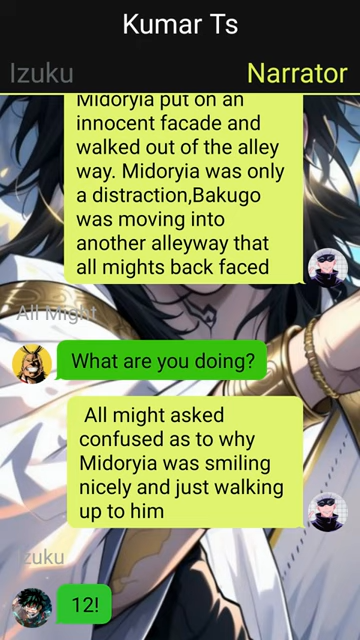 Kumar Ts
Izuku
Narrator
Midoryia put on an
innocent facade and
walked out of the alley
way. Midoryia was only
a distraction,Bakugo
was moving into
another alleyway that
all mights back faced
All Might
What are you doing?
All might asked
confused as to why
Midoryia was smiling
nicely and just walking
up to him
Izuku
12!